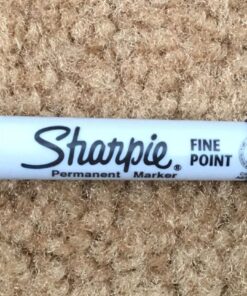 Sharpie®
Permanent Marker
FINE
POINT